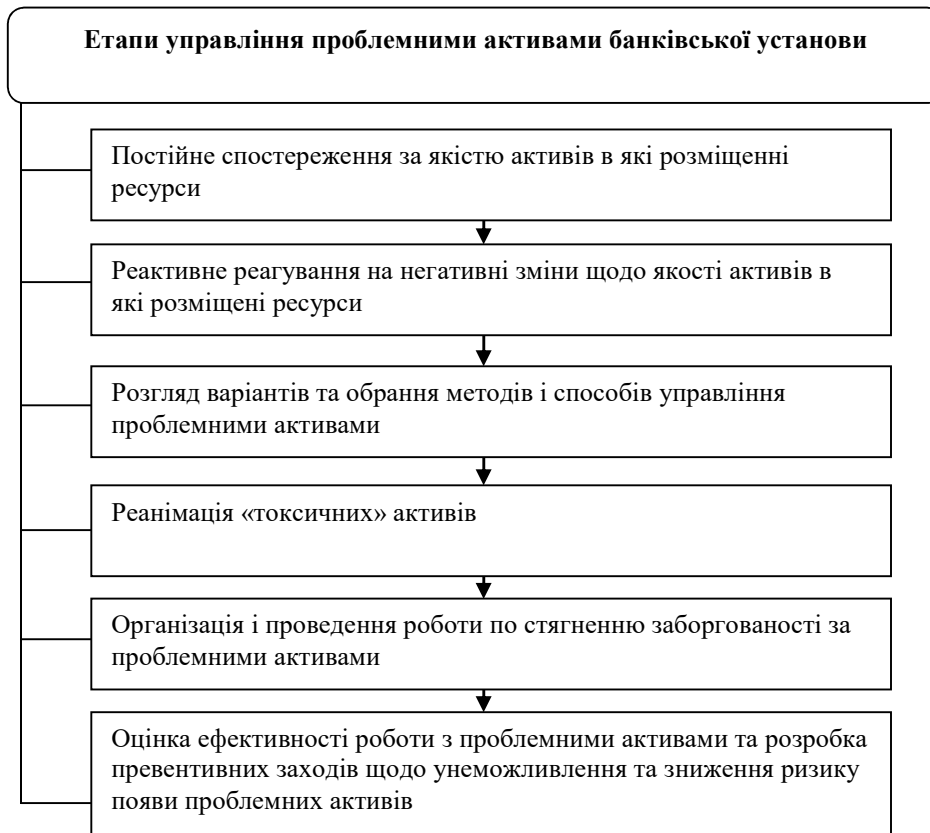 Етапи управління проблемними активами банківської установи
Постійне спостереження за якістю активів в які розміщенні
ресурси
Реактивне реагування на негативні зміни щодо якості активів в
які розміщені ресурси
Розгляд варіантів та обрання методів і способів управління
проблемними активами
Реанімація «токсичних» активів
Організація і проведення роботи по стягненню заборгованості за
проблемними активами
Оцінка ефективності роботи з проблемними активами та розробка
превентивних заходів щодо унеможливлення та зниження ризику
появи проблемних активів